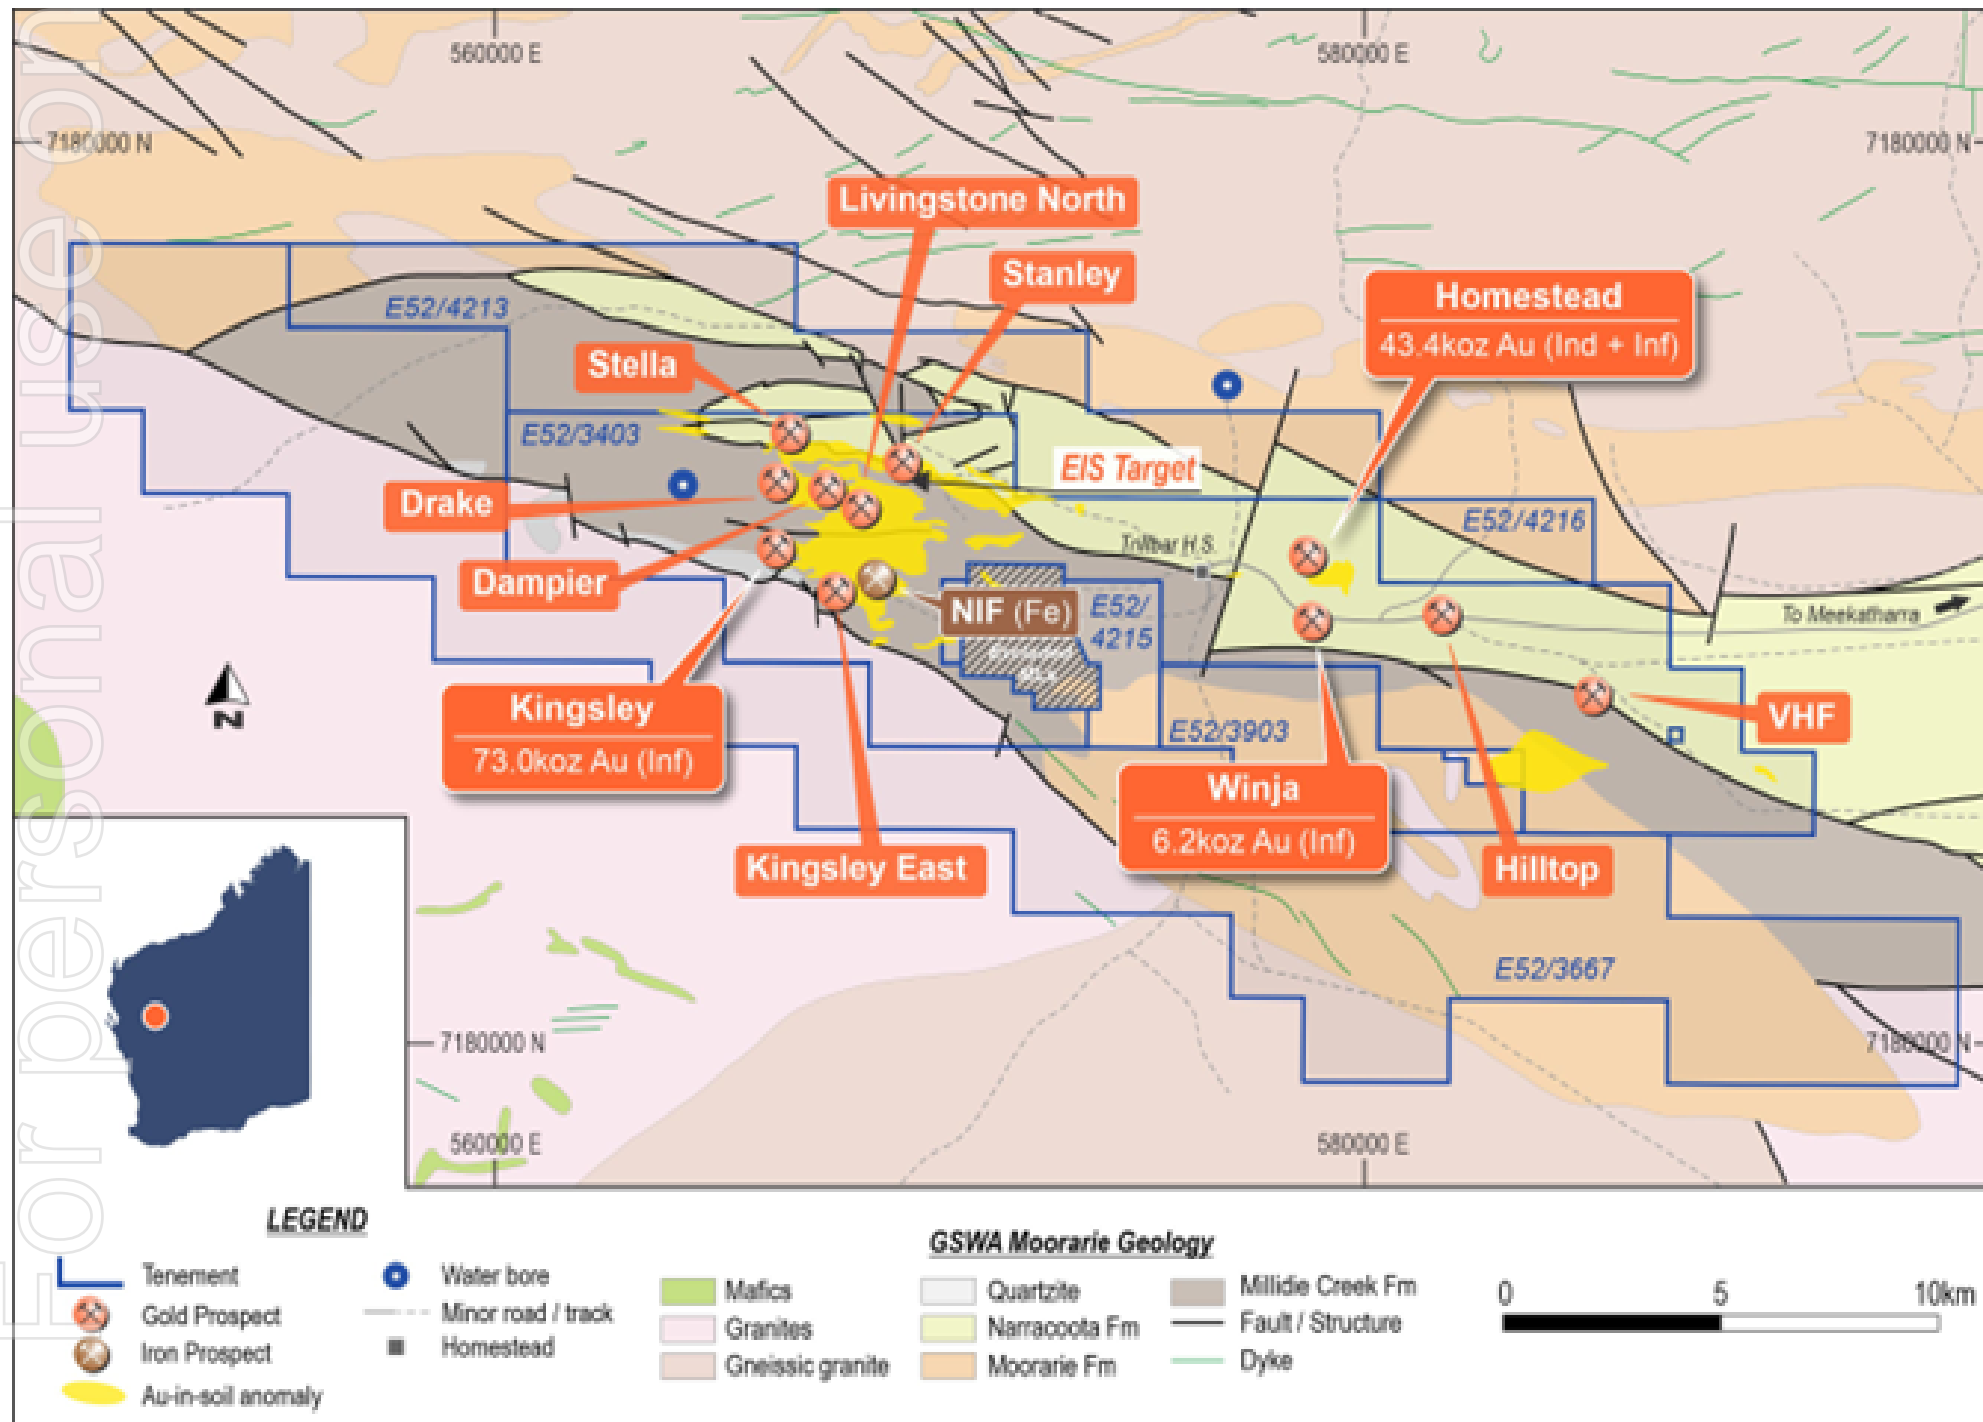 For personal use on
560000 E
580000 E
7180000 N
7180000 N
Livingstone North
Stanley
Homestead
43.4koz Au (Ind + Inf)
E52/4213
Stella
E52/3403
EIS Target
E52/4216
Drake
Trillbar H.S.
Dampier
NIF (Fe)
E52/
4215
To Meekatharra
N
Kingsley
73.0koz Au (Inf)
E52/3903
VHF
Winja
6.2koz Au (Inf)
Kingsley East
Hilltop
E52/3667
7180000 N
7180000 N
560000 E
580000 E
LEGEND
Tenement
Gold Prospect
Iron Prospect
Au-in-soil anomaly
Water bore
Minor road / track
Homestead
GSWA Moorarie Geology
Mafics
Granites
Gneissic granite
Quartzite
Narracoota Fm
Moorarie Fm
Millidie Creek Fm
Fault / Structure
Dyke
0 5 10km